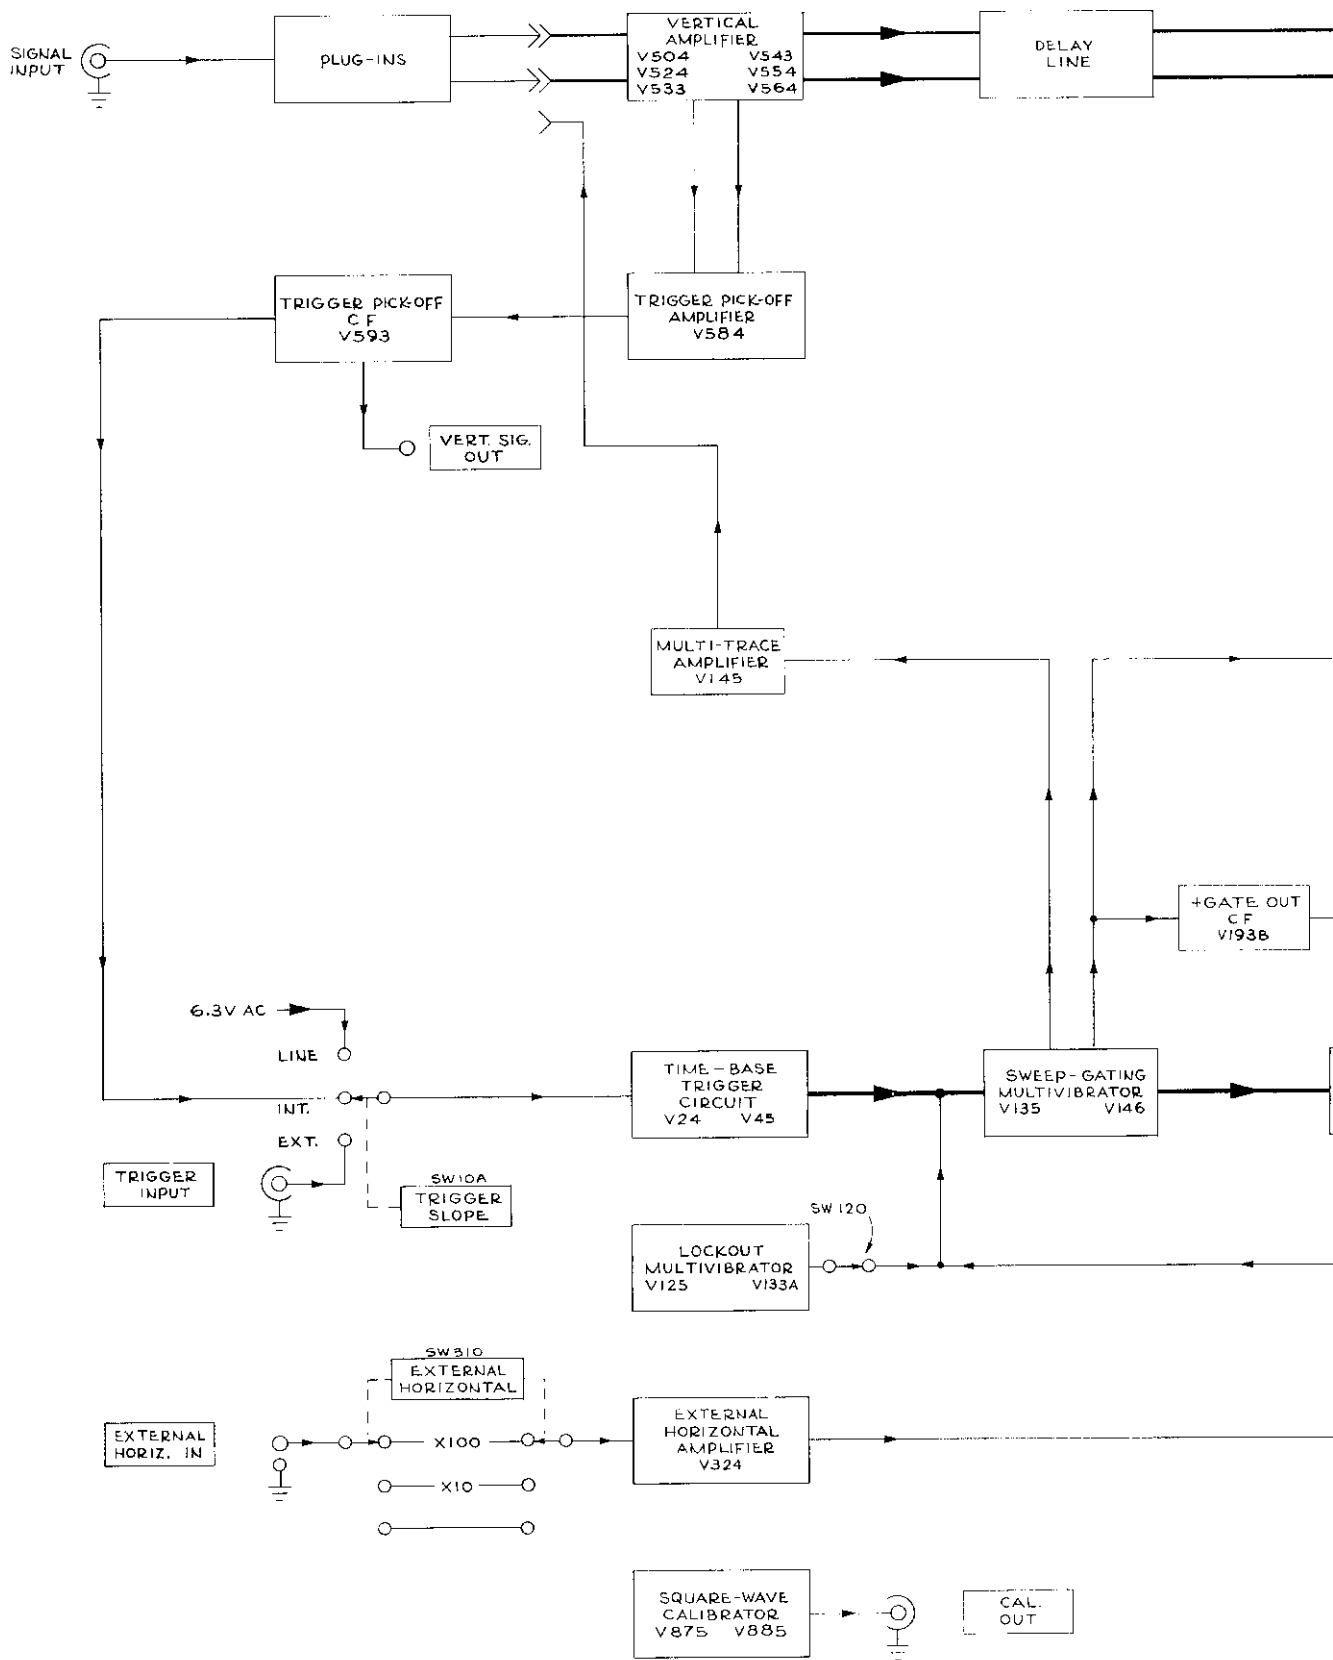 SIGNAL
INPUT
PLUG-INS
VERTICAL
AMPLIFIER
V504 V543
V524 V554
V533 V564
DELAY
LINE
TRIGGER PICK-OFF
C F
V593
TRIGGER PICK-OFF
AMPLIFIER
V584
VERT. SIG.
OUT
MULTI-TRACE
AMPLIFIER
V145
+GATE OUT
C F
V193B
6.3V AC
LINE
INT.
EXT.
TRIGGER
INPUT
SW10A
TRIGGER
SLOPE
TIME-BASE
TRIGGER
CIRCUIT
V24 V45
SWEEP-GATING
MULTIVIBRATOR
V135 V146
SW120
LOCKOUT
MULTIVIBRATOR
V125 V133A
SW310
EXTERNAL
HORIZONTAL
EXTERNAL
HORIZ. IN
X100
X10
EXTERNAL
HORIZONTAL
AMPLIFIER
V324
SQUARE-WAVE
CALIBRATOR
V875 V885
CAL.
OUT